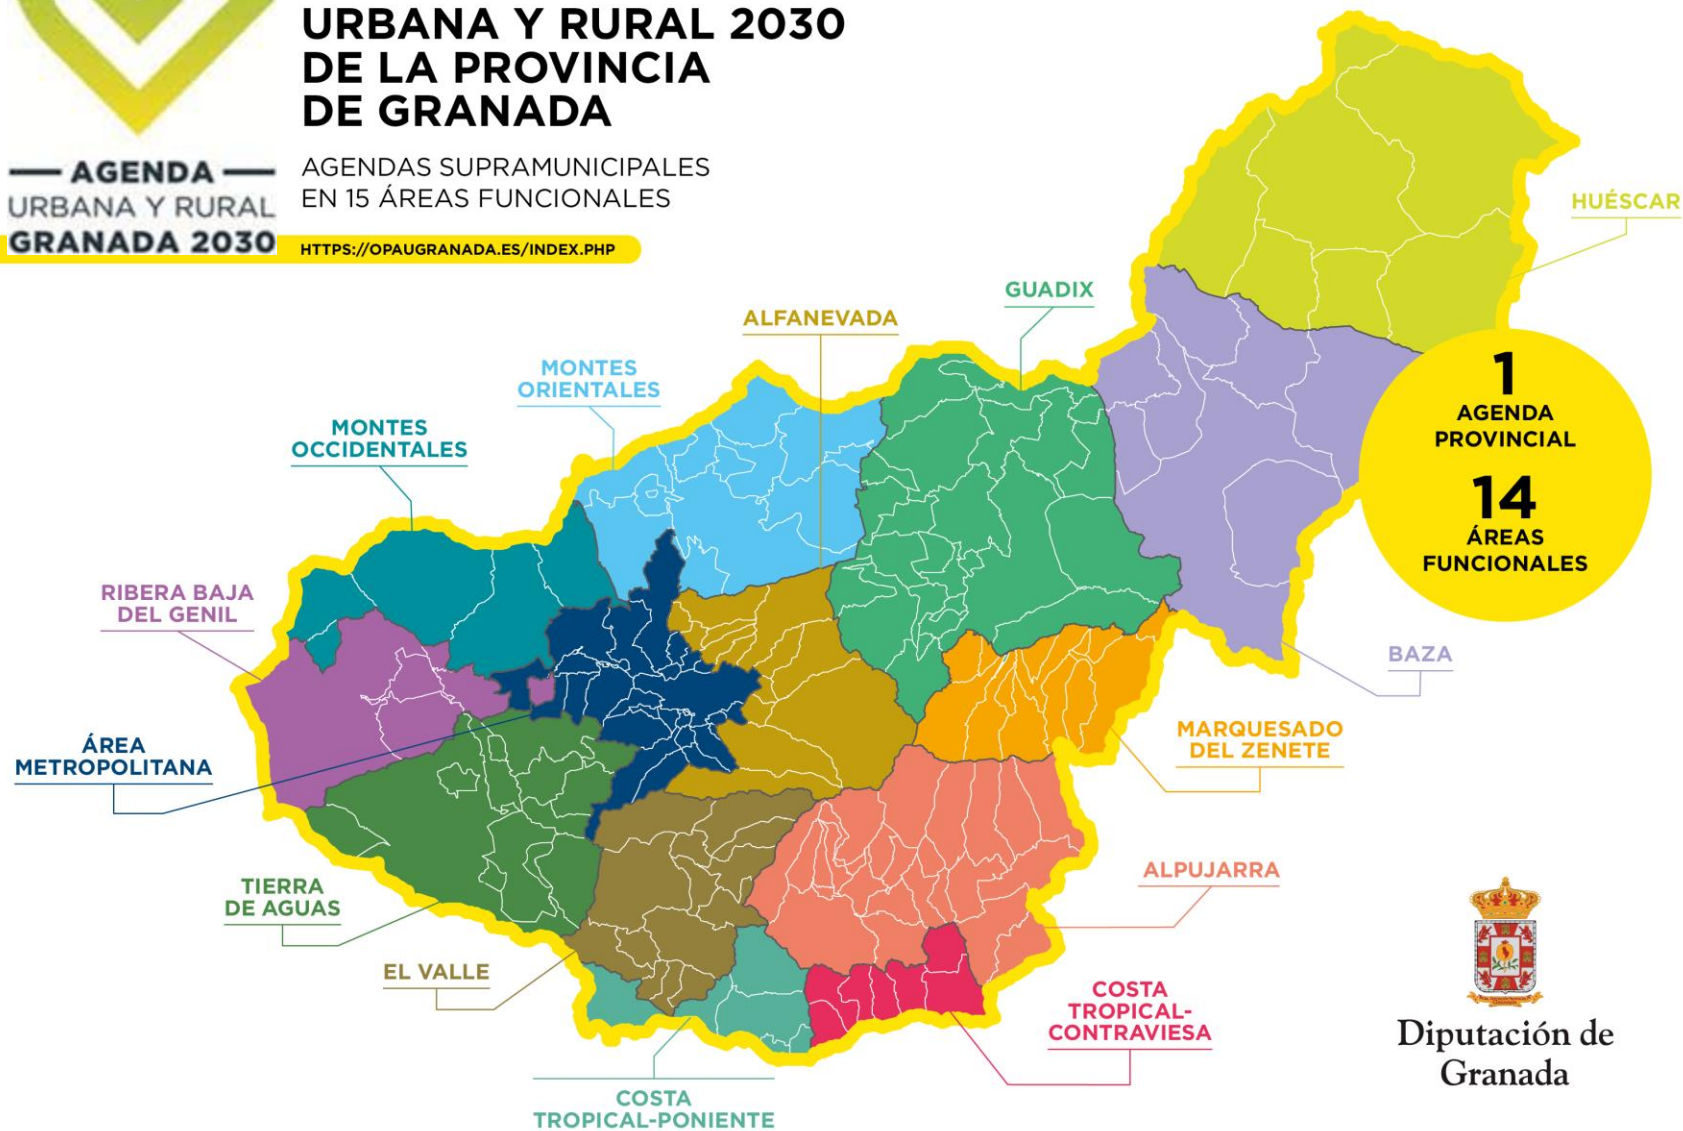 URBANA Y RURAL 2030
DE LA PROVINCIA
DE GRANADA
AGENDA
URBANA Y RURAL
GRANADA 2030
AGENDAS SUPRAMUNICIPALES
EN 15 ÁREAS FUNCIONALES
HTTPS://OPAUGRANADA.ES/INDEX.PHP
HUÉSCAR
GUADIX
ALFANEVADA
MONTES
ORIENTALES
MONTES
OCCIDENTALES
1
AGENDA
PROVINCIAL
14
ÁREAS
FUNCIONALES
RIBERA BAJA
DEL GENIL
BAZA
ÁREA
METROPOLITANA
MARQUESADO
DEL ZENETE
TIERRA
DE AGUAS
ALPUJARRA
EL VALLE
COSTA
TROPICAL-
CONTRAVIESA
COSTA
TROPICAL-PONIENTE
Diputación de
Granada